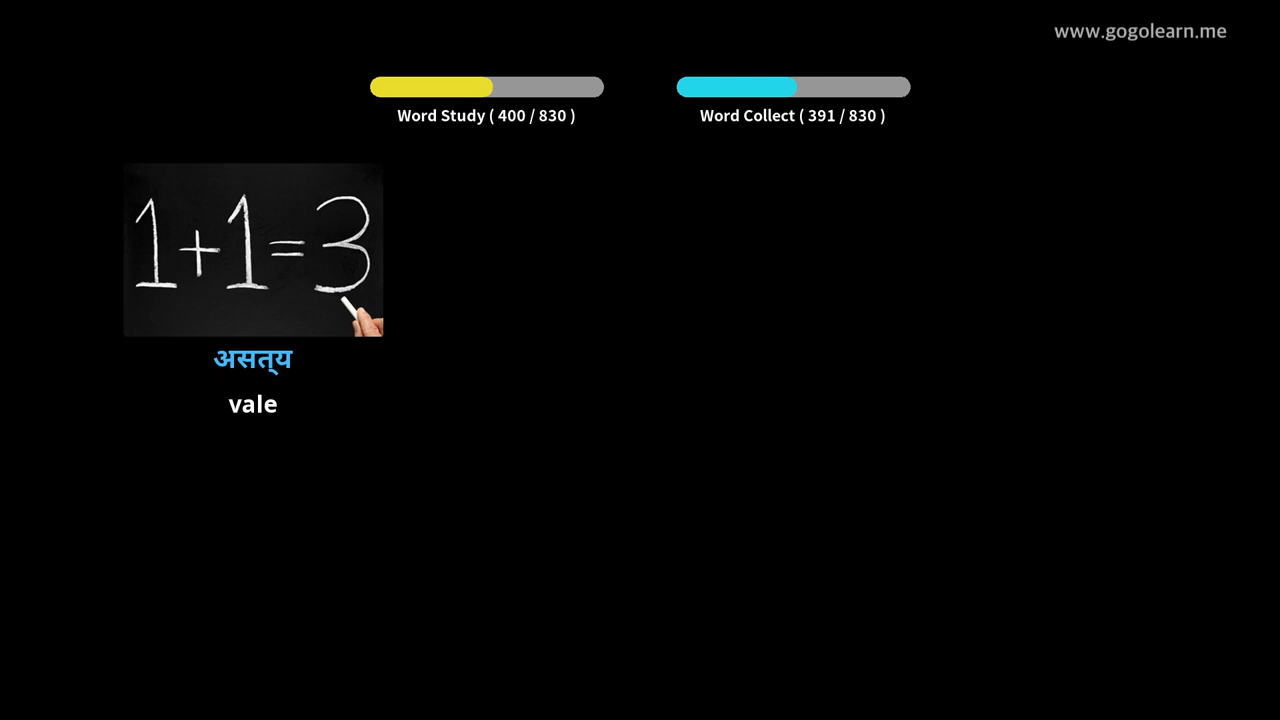 www.gogolearn.me
Word Study ( 400 / 830 )
Word Collect ( 391 / 830 )
1+1=3
असत्य
vale